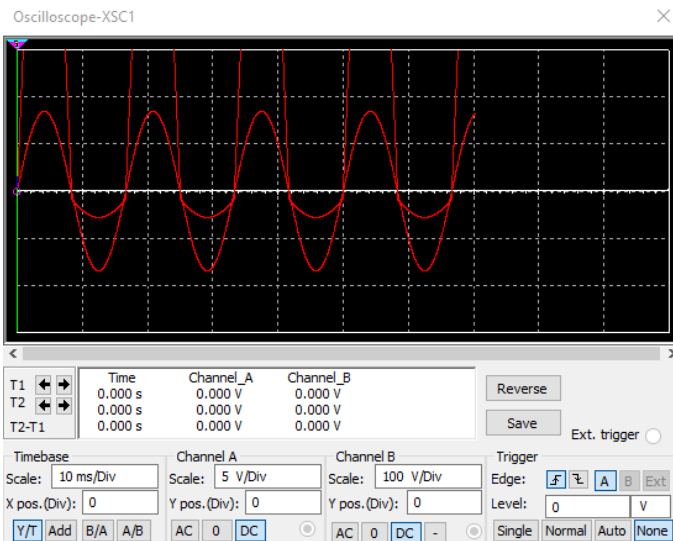 Oscilloscope-XSC1
Time Channel_A Channel_B
T1 0.000 s 0.000 V 0.000 V
T2 0.000 s 0.000 V 0.000 V
T2-T1 0.000 s 0.000 V 0.000 V
Reverse
Save
Ext. trigger
Timebase
Scale: 10 ms/Div
X pos.(Div): 0
Y/T Add B/A A/B
Channel A
Scale: 5 V/Div
Y pos.(Div): 0
AC 0 DC
Channel B
Scale: 100 V/Div
Y pos.(Div): 0
AC 0 DC -
Trigger
Edge: A B Ext
Level: 0 V
Single Normal Auto None